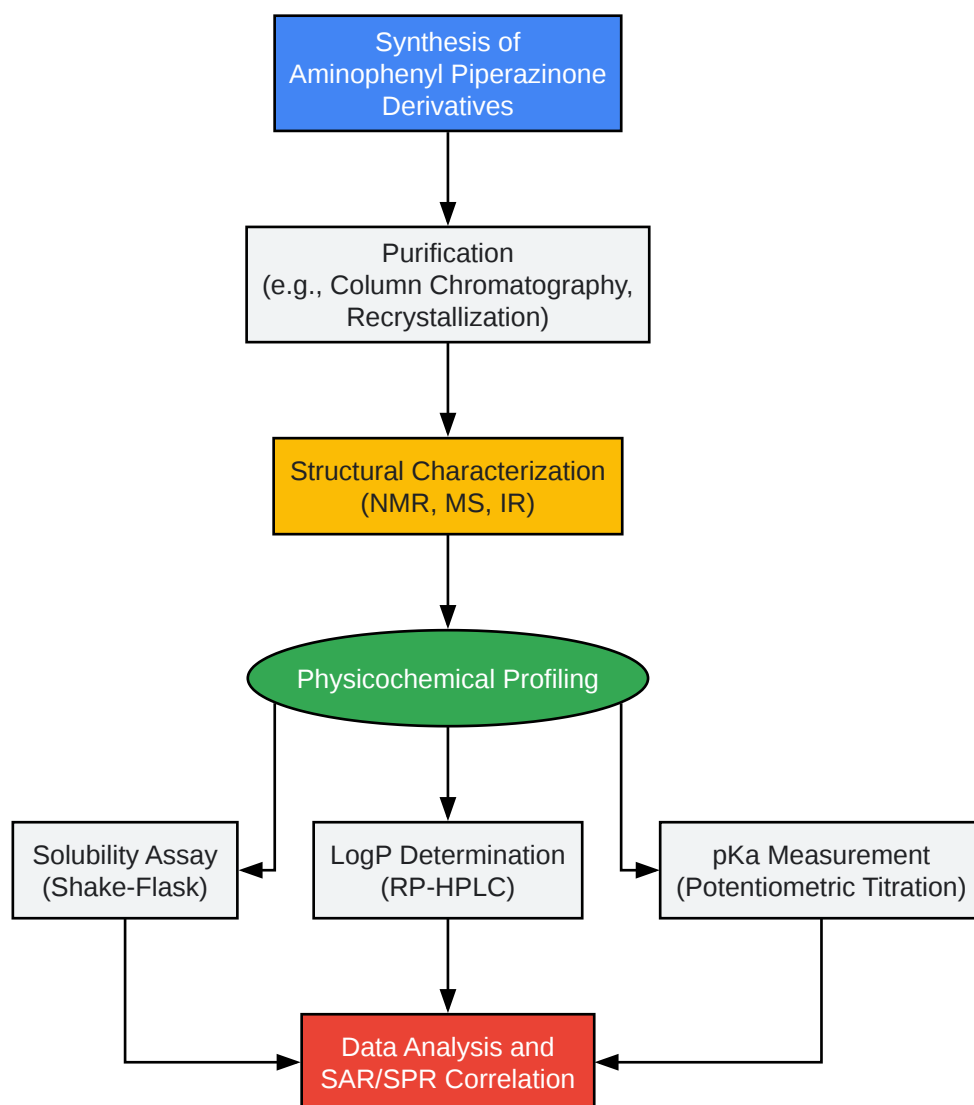 Synthesis of
Aminophenyl Piperazinone
Derivatives
Purification
(e.g., Column Chromatography,
Recrystallization)
Structural Characterization
(NMR, MS, IR)
Physicochemical Profiling
Solubility Assay
(Shake-Flask)
LogP Determination
(RP-HPLC)
pKa Measurement
(Potentiometric Titration)
Data Analysis and
SAR/SPR Correlation